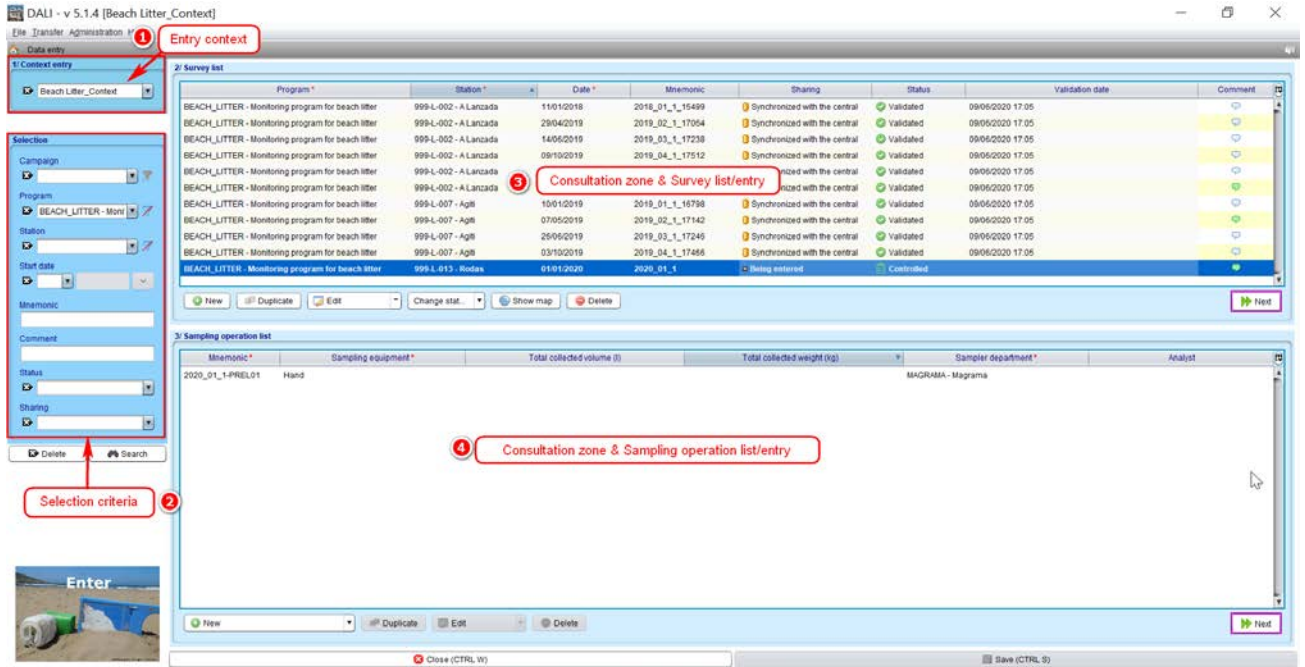 DALI - v 5.1.4 [Beach Litter_Context]
File Transfer Administration
1 Entry context
Data entry
1/ Context entry
Beach Litter_Context
2/ Survey list
Program * Station * Date * Mnemonic Sharing Status Validation date Comment
BEACH_LITTER - Monitoring program for beach litter 999-L-002 - A Lanzada 11/01/2018 2018_01_1_15499 Synchronized with the central Validated 09/06/2020 17:05
BEACH_LITTER - Monitoring program for beach litter 999-L-002 - A Lanzada 29/04/2019 2019_02_1_17054 Synchronized with the central Validated 09/06/2020 17:05
BEACH_LITTER - Monitoring program for beach litter 999-L-002 - A Lanzada 14/06/2019 2019_03_1_17238 Synchronized with the central Validated 09/06/2020 17:05
BEACH_LITTER - Monitoring program for beach litter 999-L-002 - A Lanzada 09/10/2019 2019_04_1_17512 Synchronized with the central Validated 09/06/2020 17:05
BEACH_LITTER - Monitoring program for beach litter 999-L-002 - A Lanzada nized with the central Validated 09/06/2020 17:05
BEACH_LITTER - Monitoring program for beach litter 999-L-002 - A Lanzada nized with the central Validated 09/06/2020 17:05
3 Consultation zone & Survey list/entry
BEACH_LITTER - Monitoring program for beach litter 999-L-007 - Agiti 10/01/2019 2019_01_1_16798 Synchronized with the central Validated 09/06/2020 17:05
BEACH_LITTER - Monitoring program for beach litter 999-L-007 - Agiti 07/05/2019 2019_02_1_17142 Synchronized with the central Validated 09/06/2020 17:05
BEACH_LITTER - Monitoring program for beach litter 999-L-007 - Agiti 26/06/2019 2019_03_1_17246 Synchronized with the central Validated 09/06/2020 17:05
BEACH_LITTER - Monitoring program for beach litter 999-L-007 - Agiti 03/10/2019 2019_04_1_17466 Synchronized with the central Validated 09/06/2020 17:05
BEACH_LITTER - Monitoring program for beach litter 999-L-013 - Rodas 01/01/2020 2020_01_1 Being entered Controlled
New Duplicate Edit Change stat... Show map Delete Next
Selection
Campaign
Program
BEACH_LITTER - Moni
Station
Start date
Mnemonic
Comment
Status
Sharing
Delete Search
Selection criteria 2
3/ Sampling operation list
Mnemonic * Sampling equipment * Total collected volume (l) Total collected weight (kg) Sampler department * Analyst
2020_01_1-PREL01 Hand MAGRAMA - Magrama
4 Consultation zone & Sampling operation list/entry
Enter
New Duplicate Edit Delete Next
Close (CTRL W) Save (CTRL S)